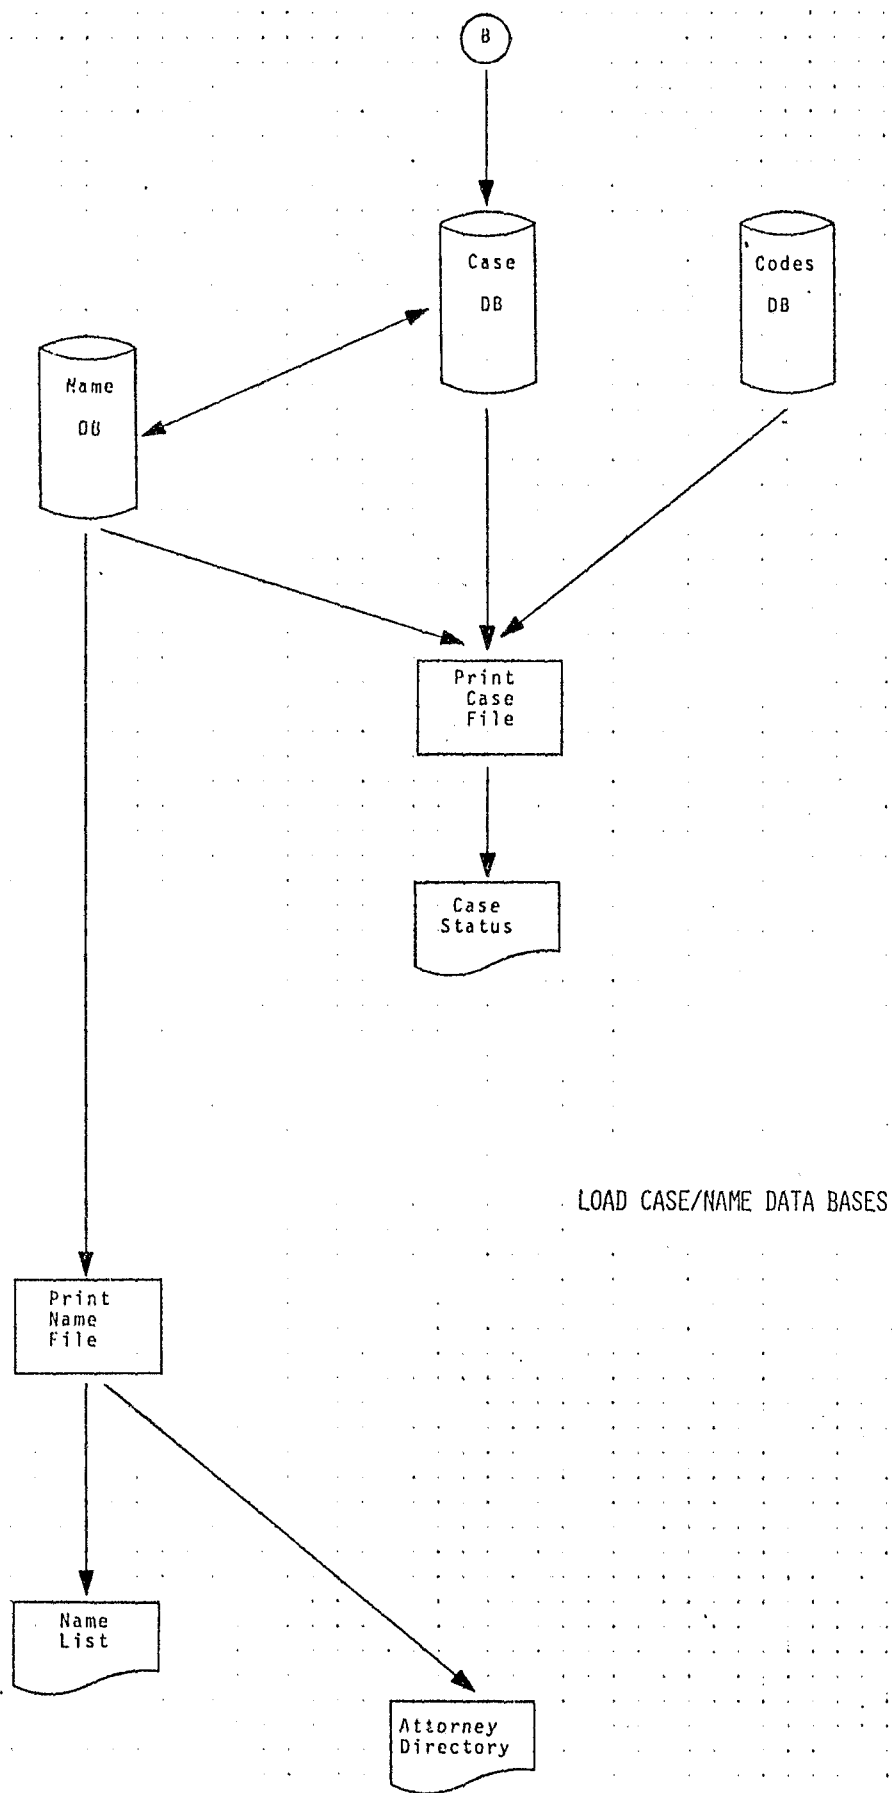 B
Case
DB
Codes
DB
Name
DB
Print
Case
File
Case
Status
LOAD CASE/NAME DATA BASES
Print
Name
File
Name
List
Attorney
Directory